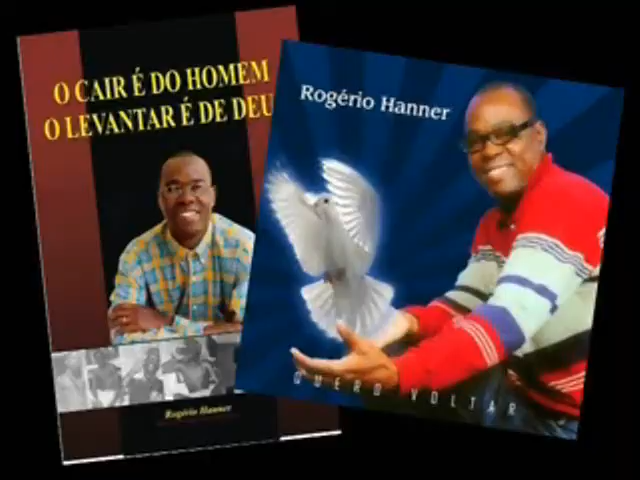 O CAIR É DO HOMEM
O LEVANTAR É DE DEU
Rogério Hanner
Rogério Hanner
QUERO VOLTAR